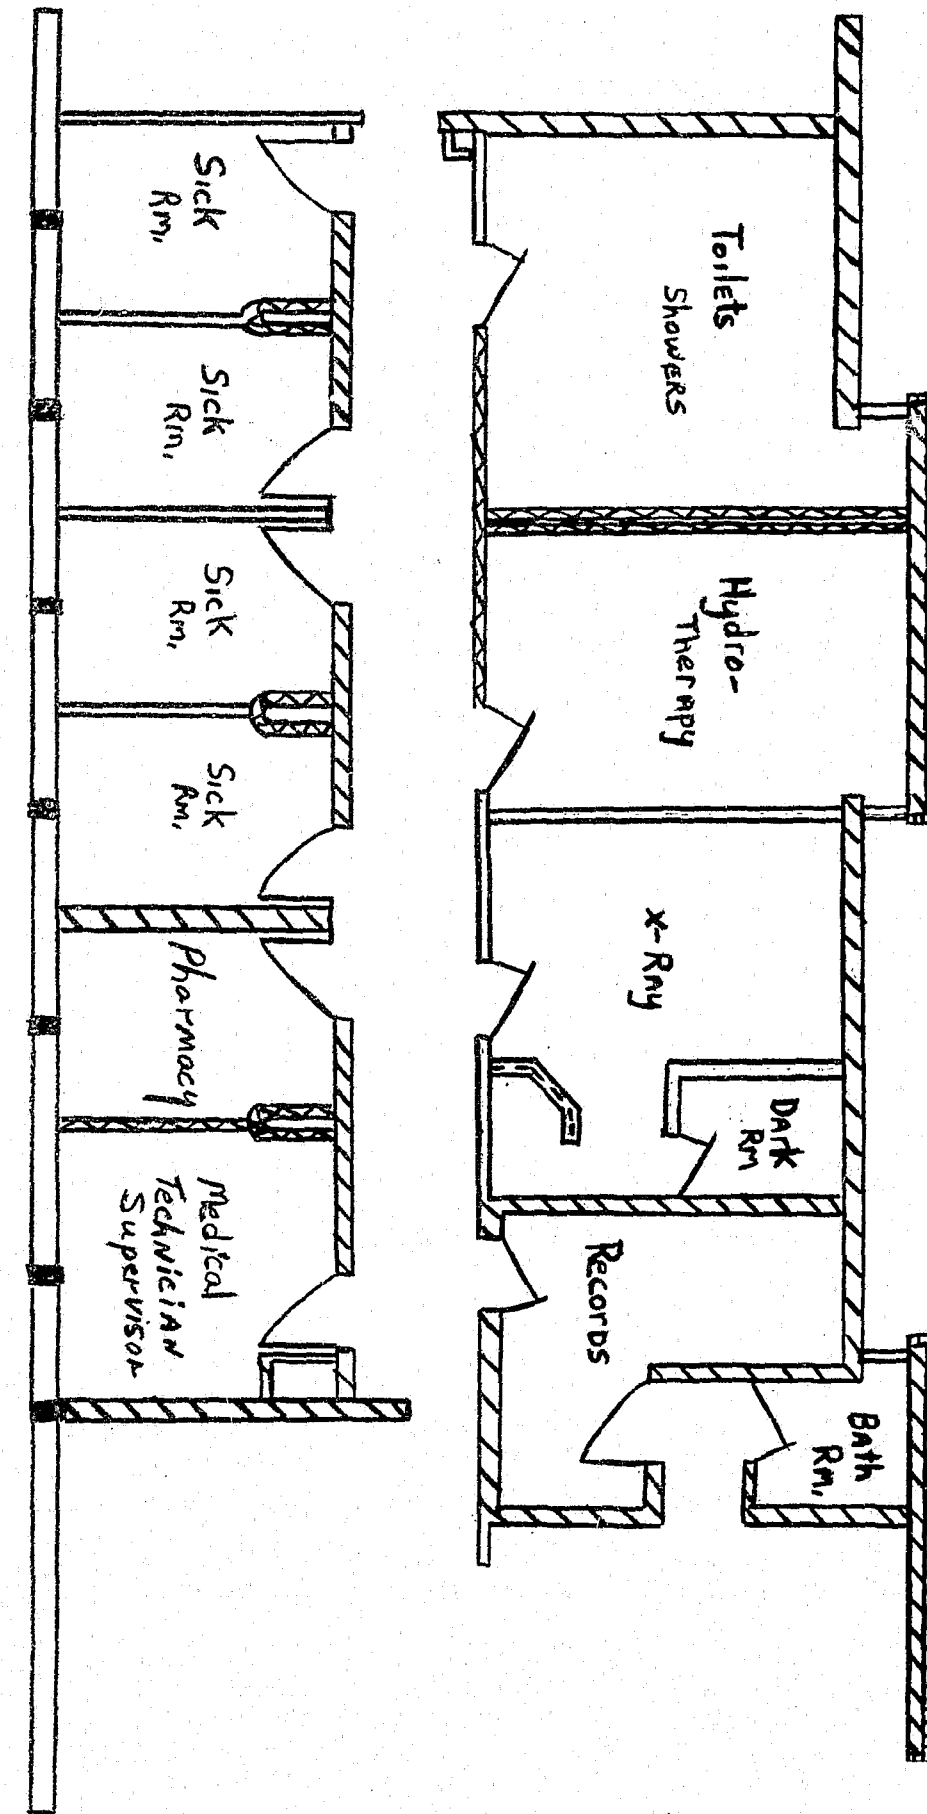 Toilets
Showers
Hydro-
Therapy
X-Ray
Dark
Rm
Records
Bath
Rm.
Sick
Rm.
Sick
Rm.
Sick
Rm.
Sick
Rm.
Pharmacy
Medical
Technician
Supervisor